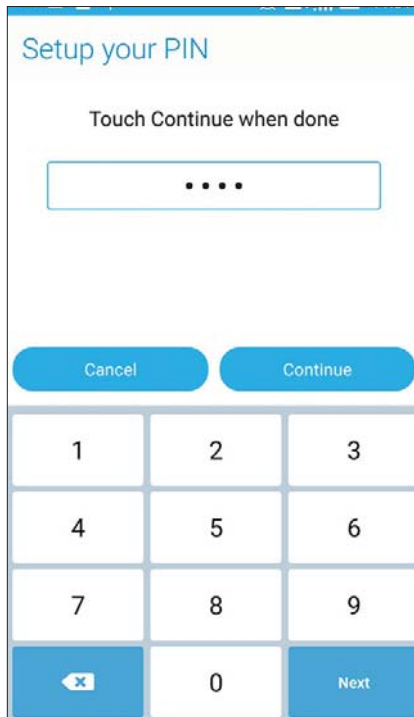 Setup your PIN
Touch Continue when done
••••
Cancel Continue
1 2 3
4 5 6
7 8 9
0 Next